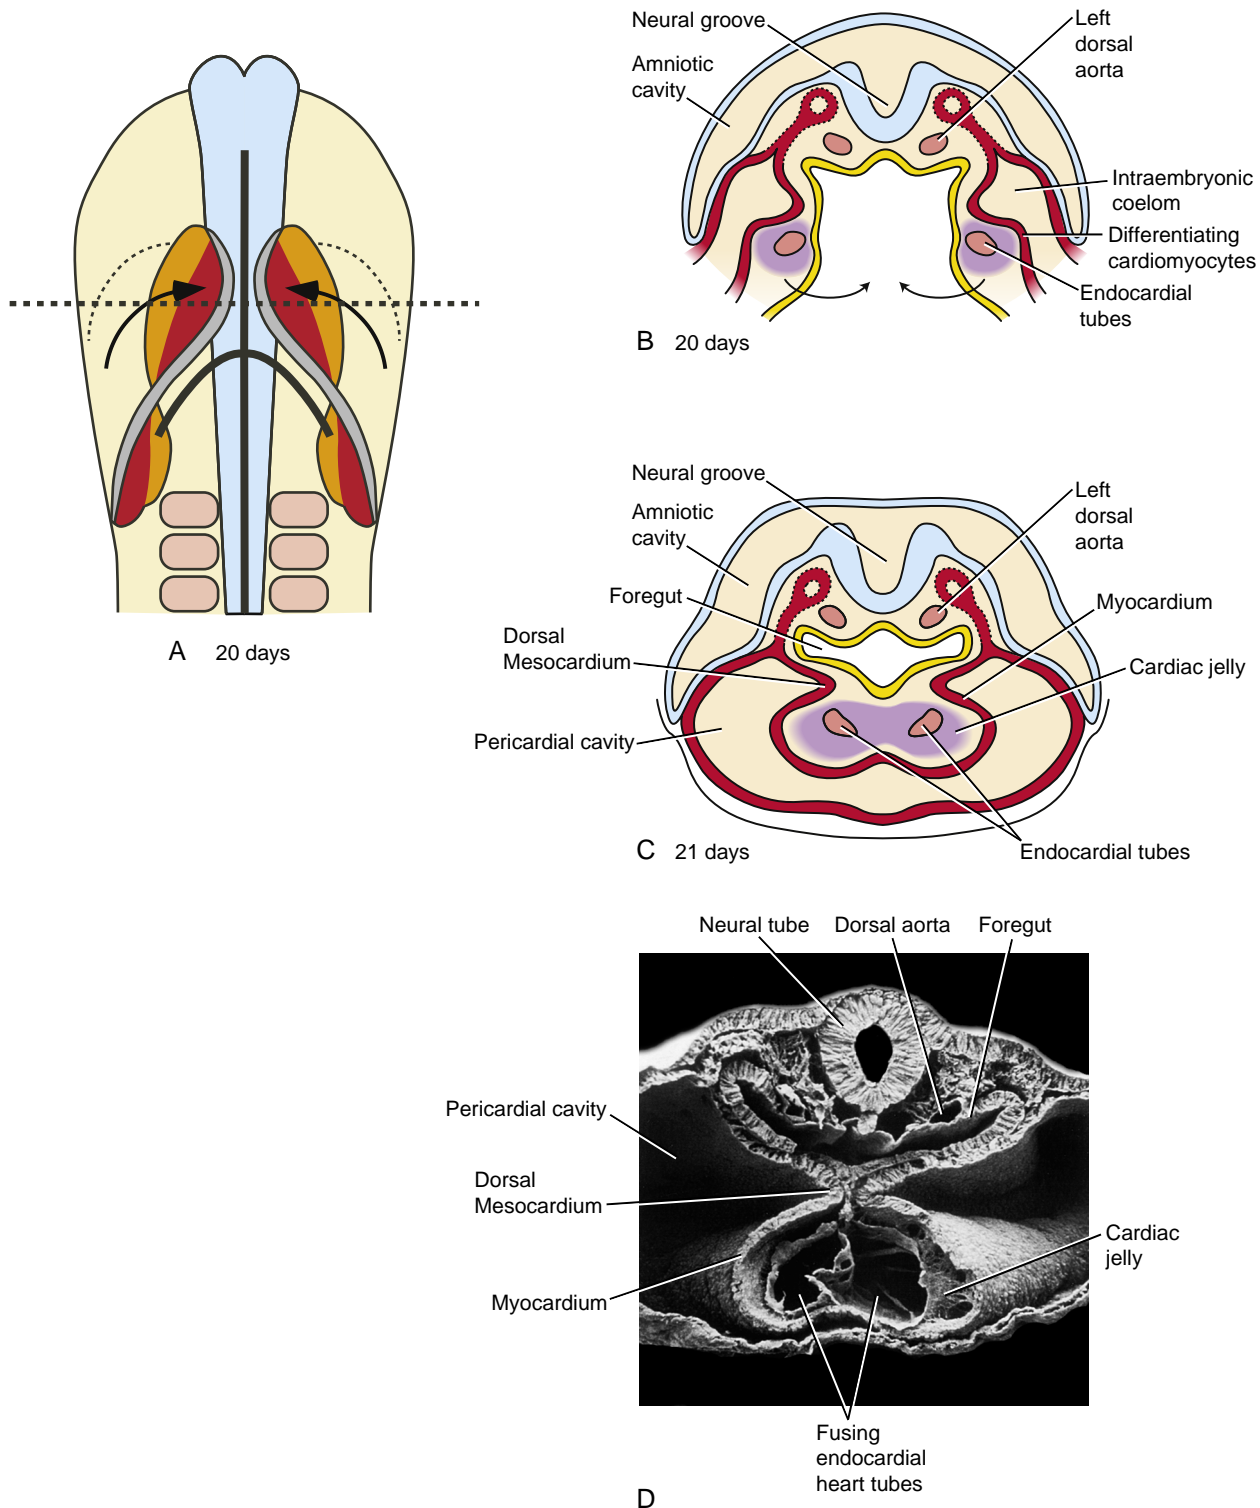 Neural groove
Left
dorsal
aorta
Amniotic
cavity
Intraembryonic
coelom
Differentiating
cardiomyocytes
Endocardial
tubes
B 20 days
A 20 days
Neural groove
Left
dorsal
aorta
Amniotic
cavity
Foregut
Myocardium
Dorsal
Mesocardium
Cardiac jelly
Pericardial cavity
C 21 days
Endocardial tubes
Neural tube
Dorsal aorta
Foregut
Pericardial cavity
Dorsal
Mesocardium
Cardiac
jelly
Myocardium
Fusing
endocardial
heart tubes
D